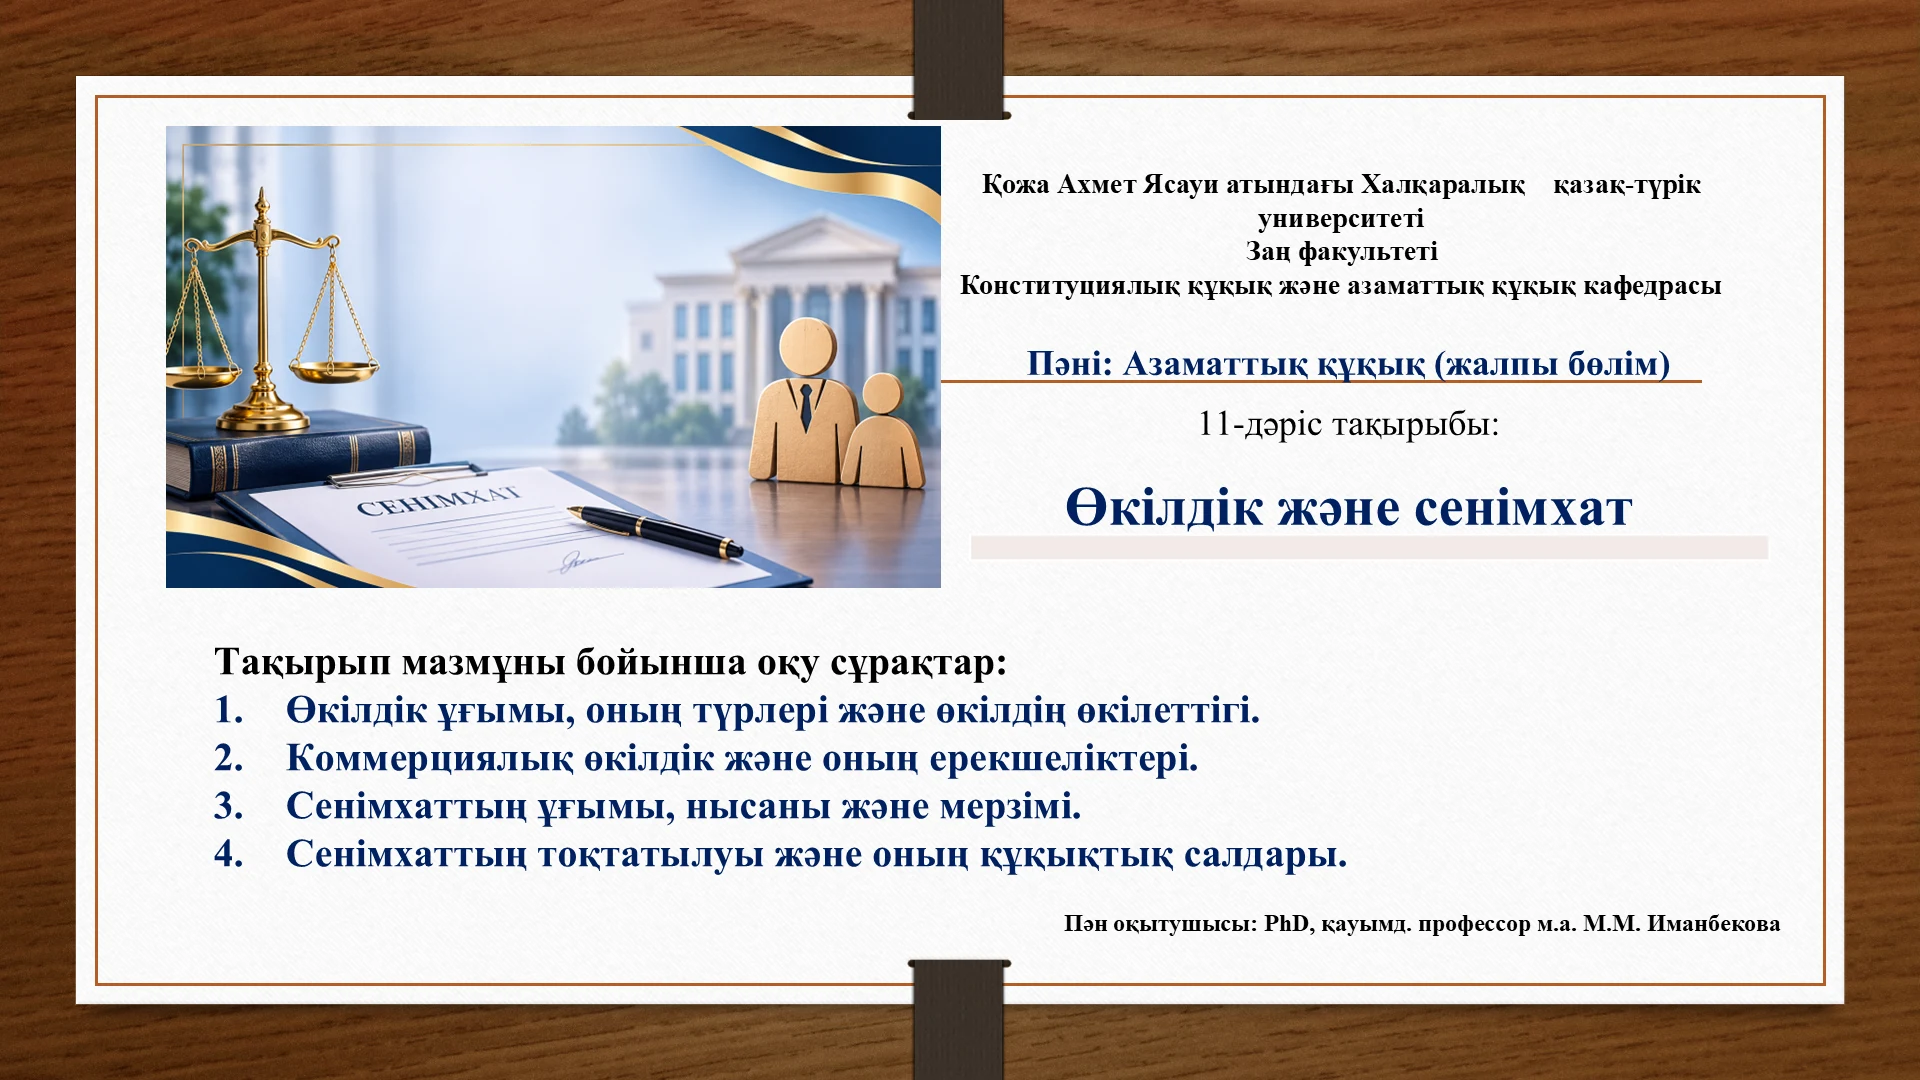 Қожа Ахмет Ясауи атындағы Халқаралық қазақ-түрік
университеті
Заң факультеті
Конституциялық құқық және азаматтық құқық кафедрасы
Пәні: Азаматтық құқық (жалпы бөлім)
11-дәріс тақырыбы:
Өкілдік және сенімхат
СЕНІМХАТ
Тақырып мазмұны бойынша оқу сұрақтар:
1. Өкілдік ұғымы, оның түрлері және өкілдің өкілеттігі.
2. Коммерциялық өкілдік және оның ерекшеліктері.
3. Сенімхаттың ұғымы, нысаны және мерзімі.
4. Сенімхаттың тоқтатылуы және оның құқықтық салдары.
Пән оқытушысы: PhD, қауымд. профессор м.а. М.М. Иманбекова